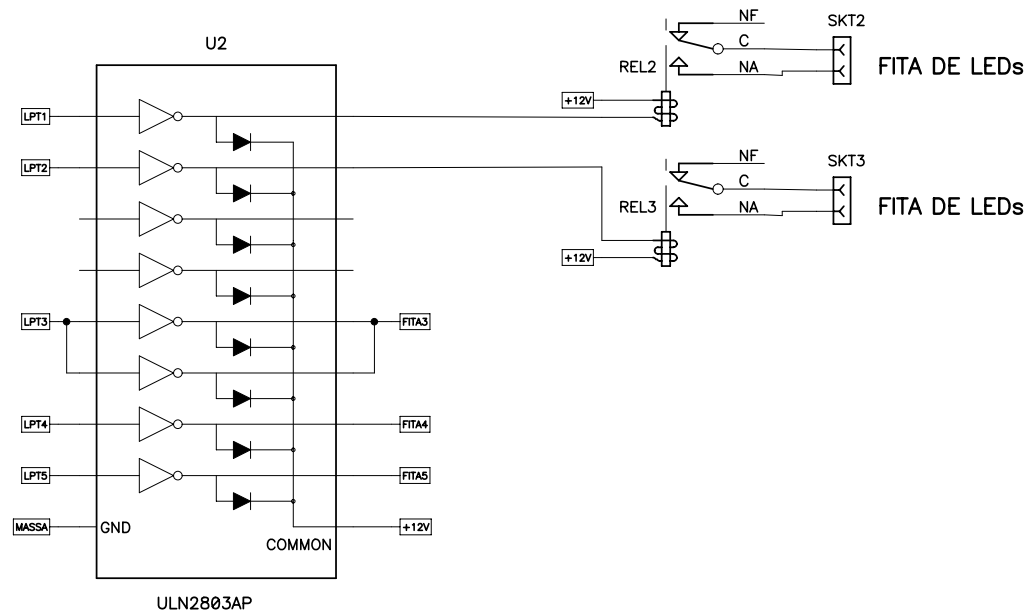 U2
LPT1
LPT2
LPT3
LPT4
LPT5
MASSA
GND
COMMON
FITA3
FITA4
FITA5
+12V
ULN2803AP
REL2
+12V
NF
C
NA
SKT2
FITA DE LEDs
REL3
+12V
NF
C
NA
SKT3
FITA DE LEDs